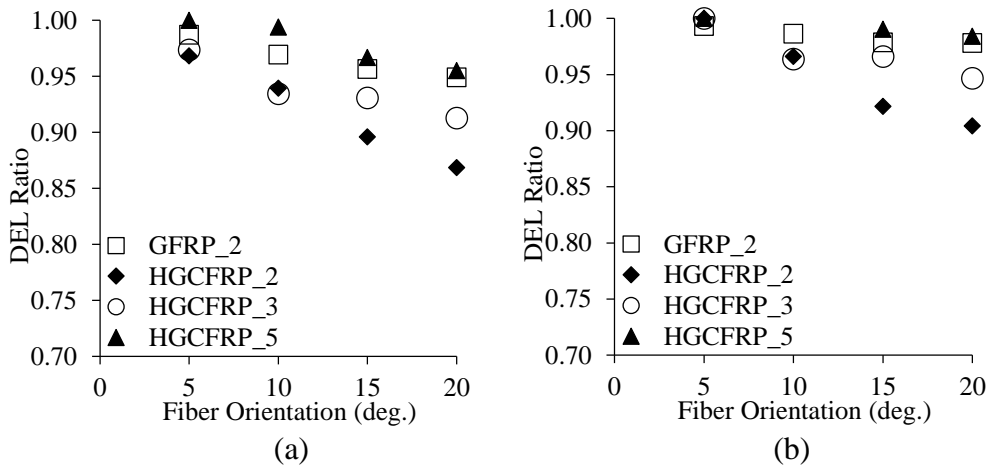 1.00
0.95
0.90
0.85
0.80
0.75
0.70
DEL Ratio
GFRP_2
HGCFRP_2
HGCFRP_3
HGCFRP_5
0 5 10 15 20
Fiber Orientation (deg.)
(a)
1.00
0.95
0.90
0.85
0.80
0.75
0.70
DEL Ratio
GFRP_2
HGCFRP_2
HGCFRP_3
HGCFRP_5
0 5 10 15 20
Fiber Orientation (deg.)
(b)